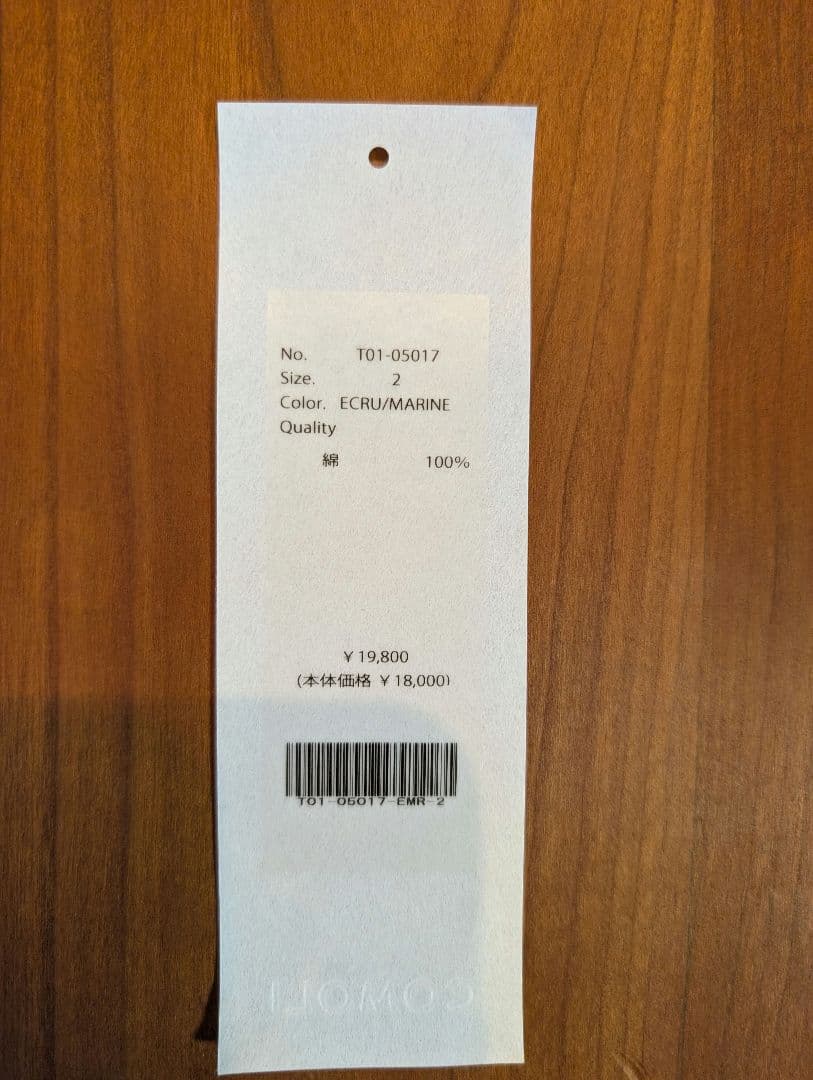 No. T01-05017
Size. 2
Color. ECRU/MARINE
Quality
綿 100%
¥ 19,800
(本体価格 ¥ 18,000)
T01-05017-EMR-2
COMOLI